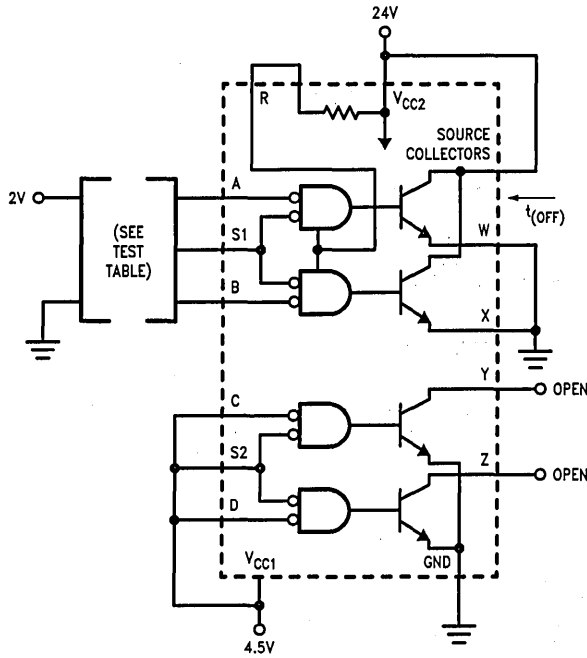 24V
R
VCC2
SOURCE
COLLECTORS
A
2V
(SEE
TEST
TABLE)
S1
t(OFF)
W
B
X
Y
OPEN
C
S2
Z
OPEN
D
GND
VCC1
4.5V